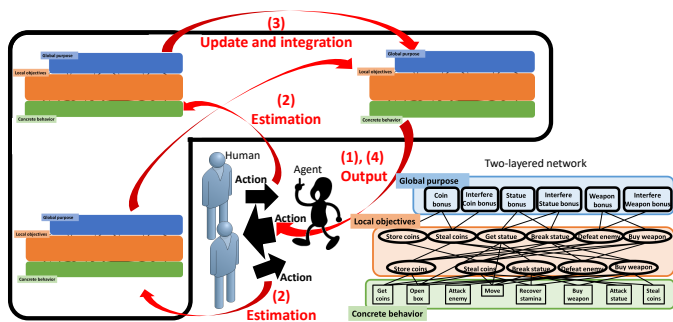 (3)
Update and integration
Global purpose
Local objectives
Concrete behavior
Global purpose
Local objectives
Concrete behavior
(2)
Estimation
(1), (4)
Output
Human
Agent
Action
Action
Action
Global purpose
Local objectives
Concrete behavior
(2)
Estimation
Two-layered network
Global purpose
Coin bonus
Interfere Coin bonus
Statue bonus
Interfere Statue bonus
Weapon bonus
Interfere Weapon bonus
Local objectives
Store coins
Steal coins
Get statue
Break statue
Defeat enemy
Buy weapon
Store coins
Steal coins
Break statue
Defeat enemy
Buy weapon
Get coins
Open box
Attack enemy
Move
Recover stamina
Buy weapon
Attack statue
Steal coins
Concrete behavior